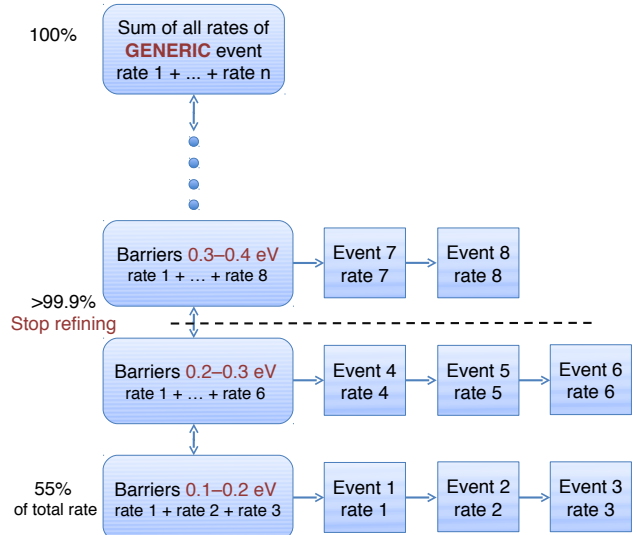 100%
Sum of all rates of
GENERIC event
rate 1 + ... + rate n
Barriers 0.3–0.4 eV
rate 1 + ... + rate 8
Event 7
rate 7
Event 8
rate 8
>99.9%
Stop refining
Barriers 0.2–0.3 eV
rate 1 + ... + rate 6
Event 4
rate 4
Event 5
rate 5
Event 6
rate 6
55%
of total rate
Barriers 0.1–0.2 eV
rate 1 + rate 2 + rate 3
Event 1
rate 1
Event 2
rate 2
Event 3
rate 3